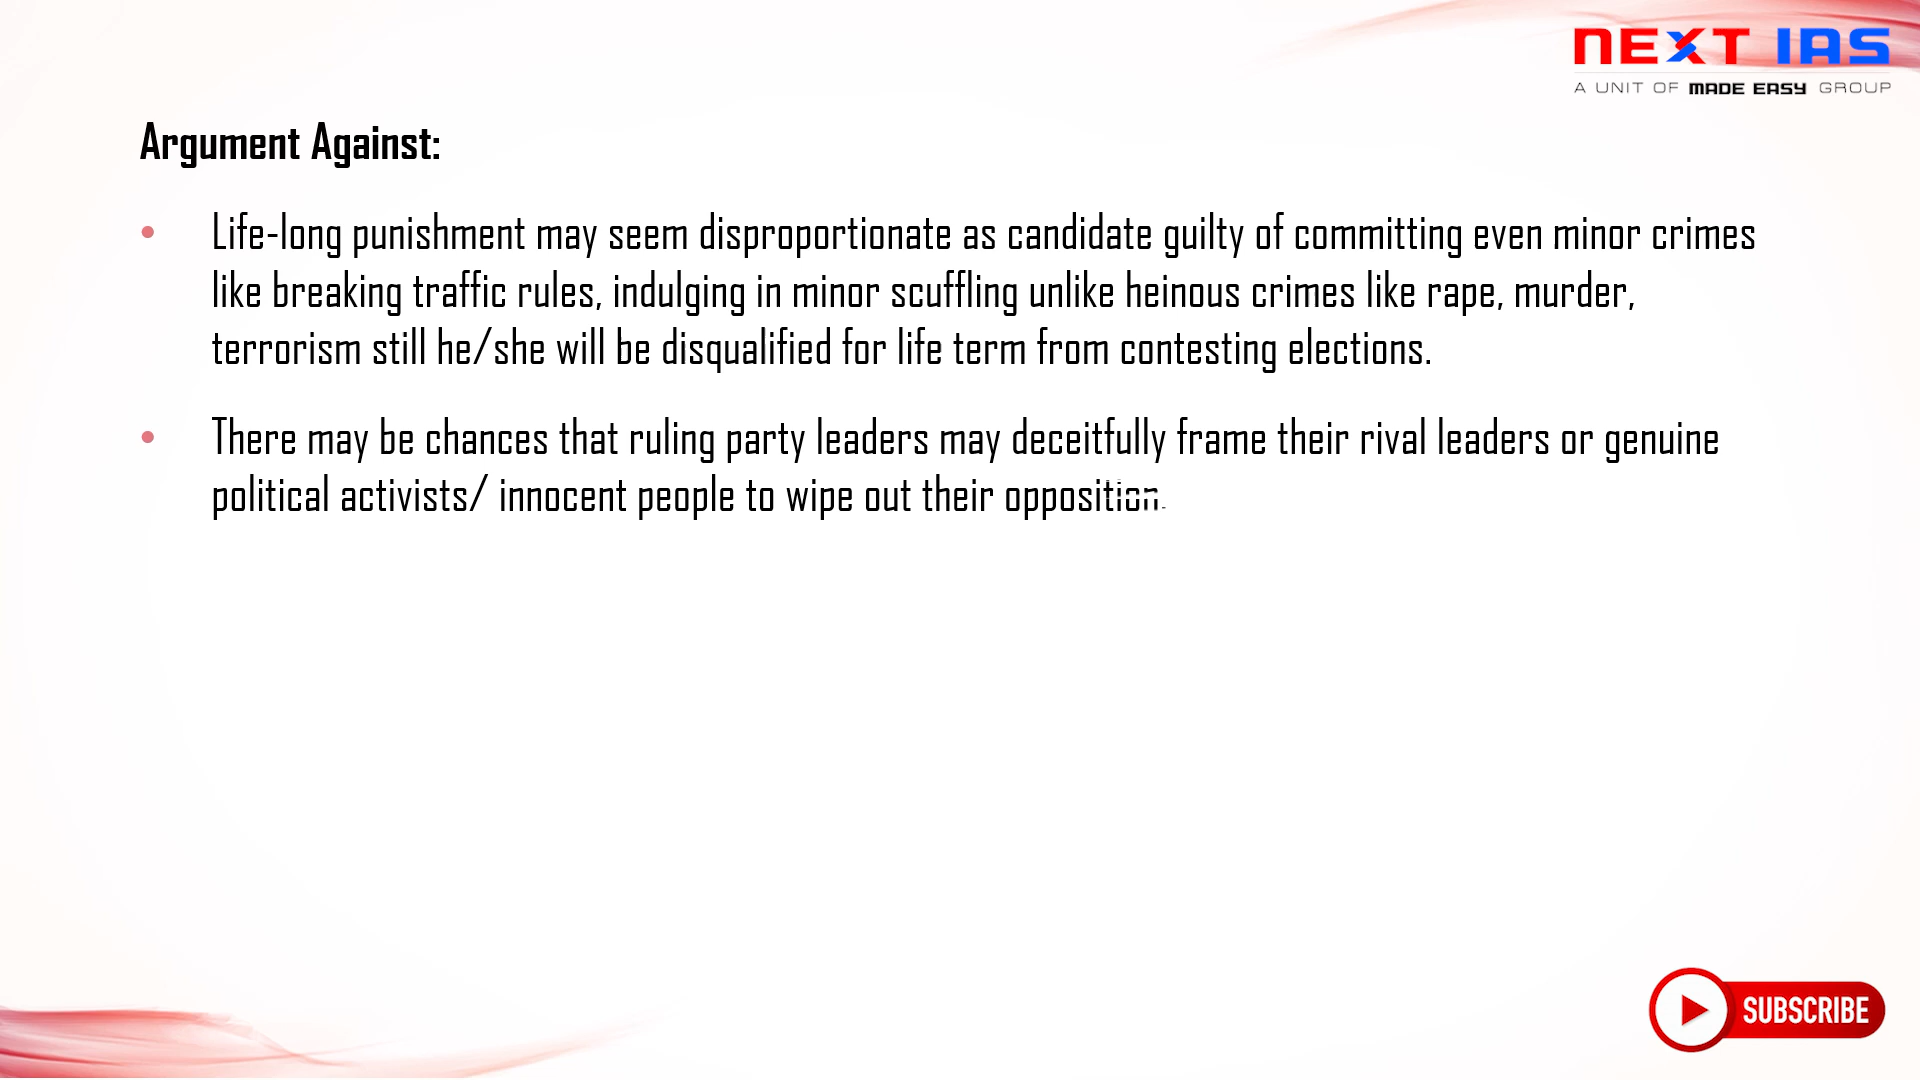 NEXT IAS
A UNIT OF MADE EASY GROUP
Argument Against:
• Life-long punishment may seem disproportionate as candidate guilty of committing even minor crimes
like breaking traffic rules, indulging in minor scuffling unlike heinous crimes like rape, murder,
terrorism still he/she will be disqualified for life term from contesting elections.
• There may be chances that ruling party leaders may deceitfully frame their rival leaders or genuine
political activists/ innocent people to wipe out their opposition.
SUBSCRIBE